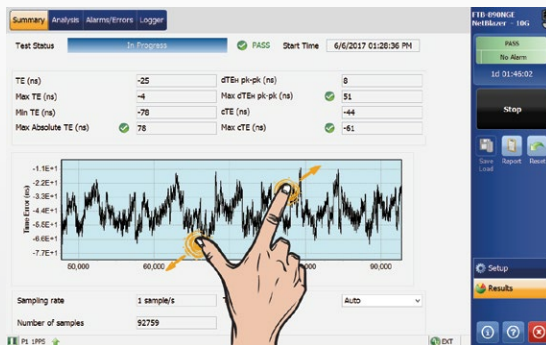 Summary Analysis Alarms/Errors Logger
FTB-890NGE
NetBlazer - 10G
Test Status In Progress PASS Start Time 6/6/2017 01:28:36 PM
PASS
No Alarm
1d 01:46:02
TE (ns) -25 dTEH pk-pk (ns) 8
Max TE (ns) -4 Max dTEH pk-pk (ns) 51
Min TE (ns) -78 cTE (ns) -44
Max Absolute TE (ns) 78 Max cTE (ns) -61
Stop
Save
Load
Report
Reset
Time Error (ns)
-1.1E+1
-2.2E+1
-3.3E+1
-4.4E+1
-5.5E+1
-6.6E+1
-7.7E+1
50,000 60,000 90,000
Setup
Results
Sampling rate 1 sample/s Auto
Number of samples 92759
P1 1PPS EXT